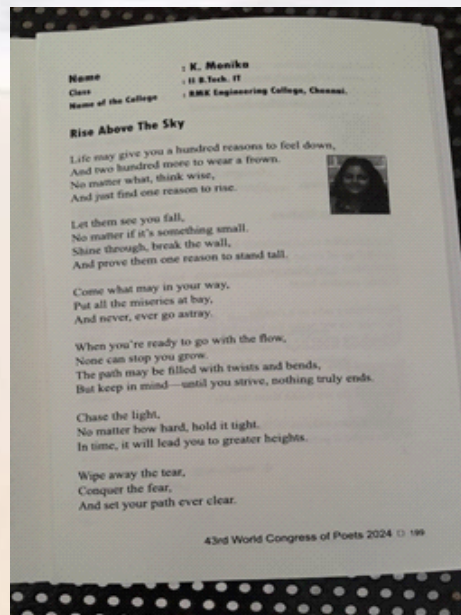 Name : K. Monika
Class : II B.Tech. IT
Name of the College : RMK Engineering College, Chennai.
Rise Above The Sky
Life may give you a hundred reasons to feel down,
And two hundred more to wear a frown.
No matter what, think wise,
And just find one reason to rise.
Let them see you fall,
No matter if it's something small.
Shine through, break the wall,
And prove them one reason to stand tall.
Come what may in your way,
Put all the miseries at bay,
And never, ever go astray.
When you're ready to go with the flow,
None can stop you grow.
The path may be filled with twists and bends,
But keep in mind—until you strive, nothing truly ends.
Chase the light,
No matter how hard, hold it tight.
In time, it will lead you to greater heights.
Wipe away the tear,
Conquer the fear,
And set your path ever clear.
43rd World Congress of Poets 2024 □ 199